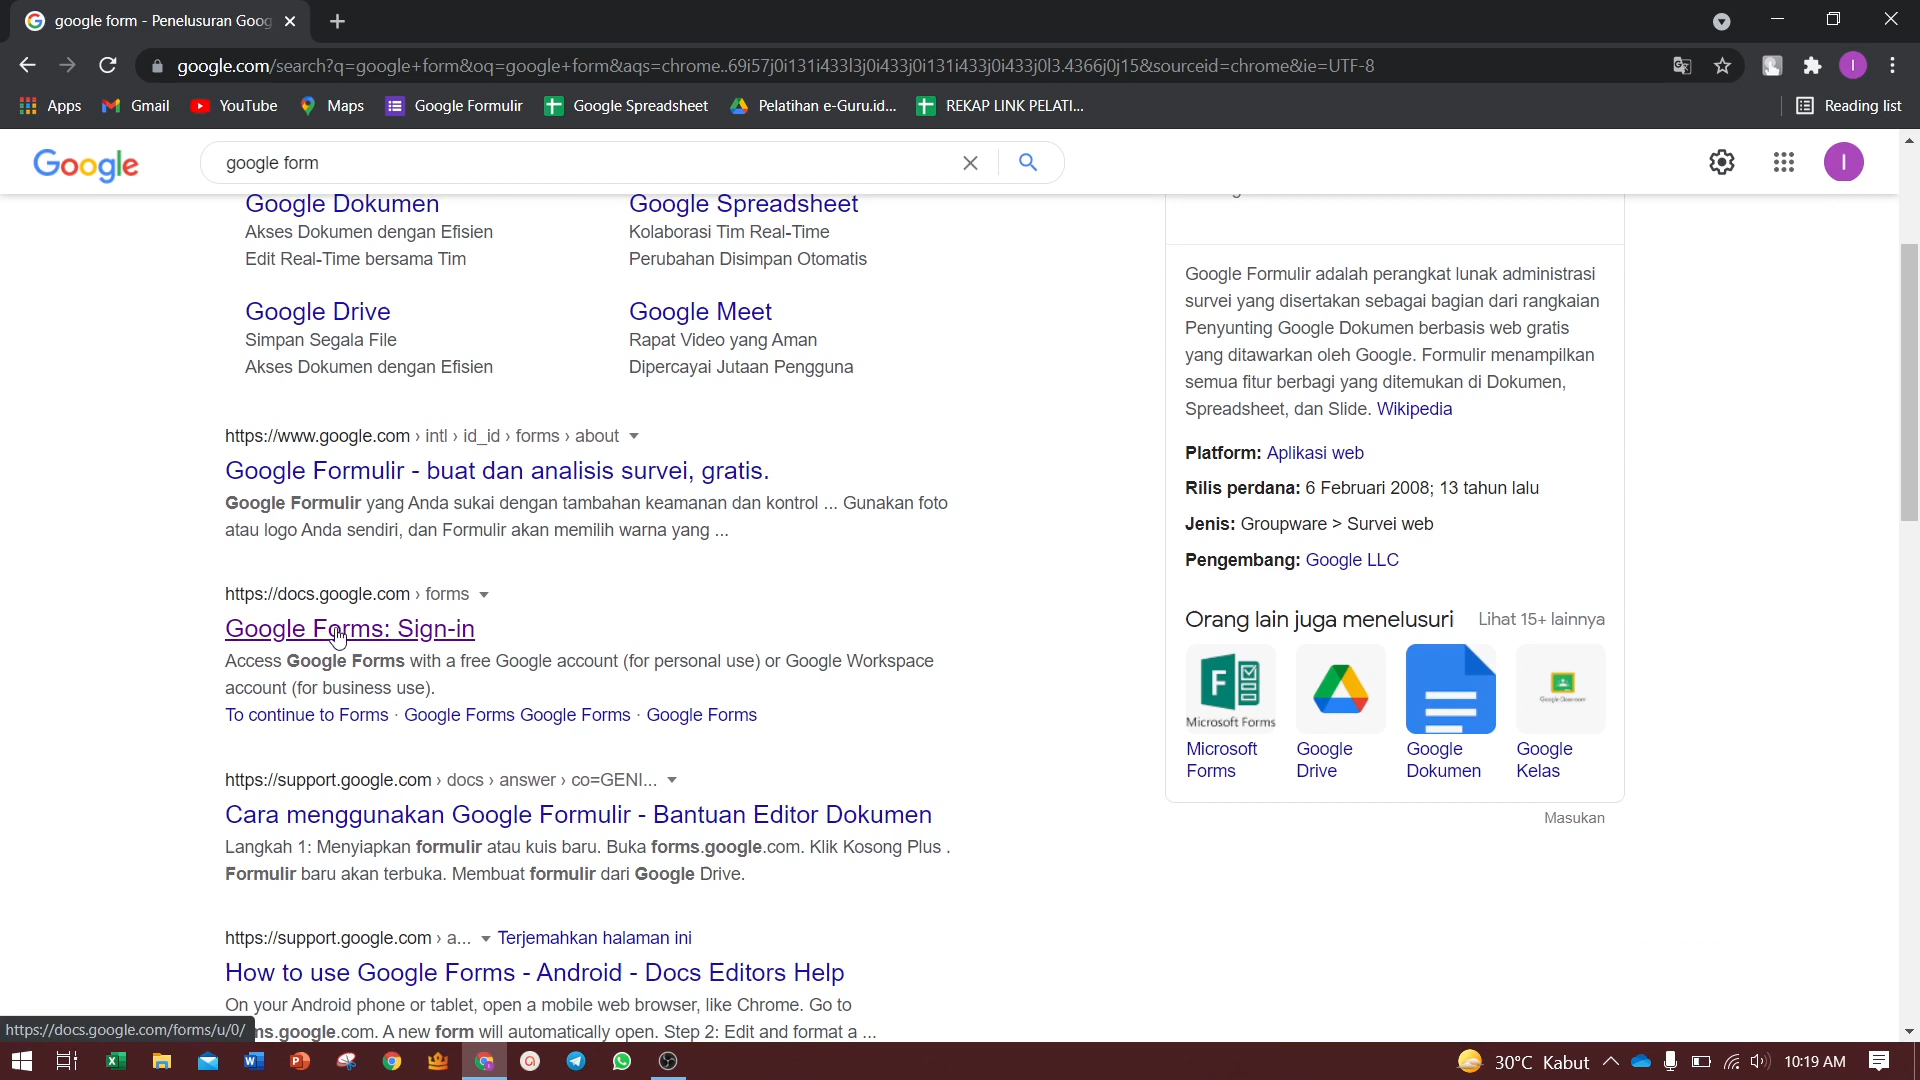 google form - Penelusuran Goog
google.com/search?q=google+form&oq=google+form&aqs=chrome..69i57j0i131i433l3j0i433j0i131i433j0i433j0l3.4366j0j15&sourceid=chrome&ie=UTF-8
Apps Gmail YouTube Maps Google Formulir Google Spreadsheet Pelatihan e-Guru.id... REKAP LINK PELATI... Reading list
Google google form I
Google Dokumen
Akses Dokumen dengan Efisien
Edit Real-Time bersama Tim
Google Spreadsheet
Kolaborasi Tim Real-Time
Perubahan Disimpan Otomatis
Google Drive
Simpan Segala File
Akses Dokumen dengan Efisien
Google Meet
Rapat Video yang Aman
Dipercayai Jutaan Pengguna
https://www.google.com › intl › id_id › forms › about
Google Formulir - buat dan analisis survei, gratis.
Google Formulir yang Anda sukai dengan tambahan keamanan dan kontrol ... Gunakan foto
atau logo Anda sendiri, dan Formulir akan memilih warna yang ...
https://docs.google.com › forms
Google Forms: Sign-in
Access Google Forms with a free Google account (for personal use) or Google Workspace
account (for business use).
To continue to Forms · Google Forms Google Forms · Google Forms
https://support.google.com › docs › answer › co=GENI...
Cara menggunakan Google Formulir - Bantuan Editor Dokumen
Langkah 1: Menyiapkan formulir atau kuis baru. Buka forms.google.com. Klik Kosong Plus .
Formulir baru akan terbuka. Membuat formulir dari Google Drive.
https://support.google.com › a... Terjemahkan halaman ini
How to use Google Forms - Android - Docs Editors Help
On your Android phone or tablet, open a mobile web browser, like Chrome. Go to
ms.google.com. A new form will automatically open. Step 2: Edit and format a ...
https://docs.google.com/forms/u/0/
Google Formulir adalah perangkat lunak administrasi
survei yang disertakan sebagai bagian dari rangkaian
Penyunting Google Dokumen berbasis web gratis
yang ditawarkan oleh Google. Formulir menampilkan
semua fitur berbagi yang ditemukan di Dokumen,
Spreadsheet, dan Slide. Wikipedia
Platform: Aplikasi web
Rilis perdana: 6 Februari 2008; 13 tahun lalu
Jenis: Groupware > Survei web
Pengembang: Google LLC
Orang lain juga menelusuri Lihat 15+ lainnya
Microsoft Forms
Google Classroom
Microsoft
Forms
Google
Drive
Google
Dokumen
Google
Kelas
Masukan
30°C Kabut 10:19 AM